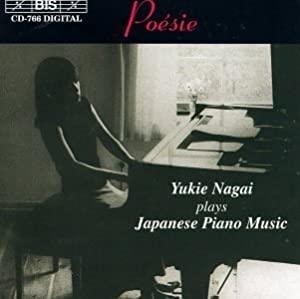 BIS
CD-766 DIGITAL
Poésie
Yukie Nagai
plays
Japanese Piano Music